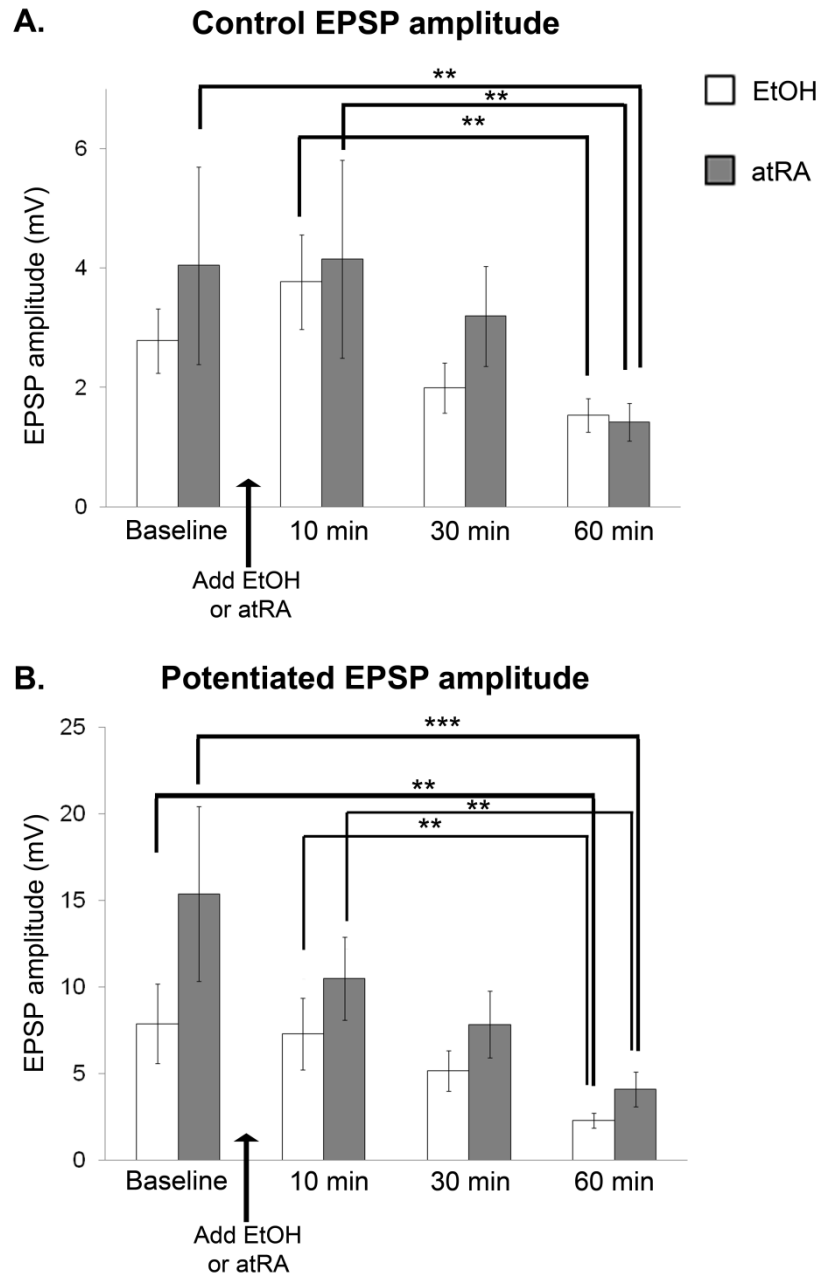 A.
Control EPSP amplitude
**
**
**
EtOH
atRA
EPSP amplitude (mV)
6
4
2
0
Baseline
10 min
30 min
60 min
Add EtOH
or atRA
B.
Potentiated EPSP amplitude
***
**
**
**
EPSP amplitude (mV)
25
20
15
10
5
0
Baseline
10 min
30 min
60 min
Add EtOH
or atRA